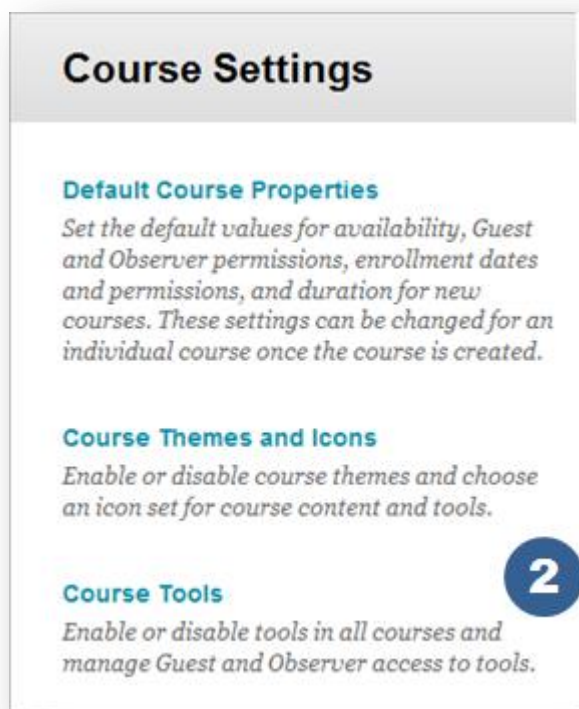 Course Settings
Default Course Properties
Set the default values for availability, Guest
and Observer permissions, enrollment dates
and permissions, and duration for new
courses. These settings can be changed for an
individual course once the course is created.
Course Themes and Icons
Enable or disable course themes and choose
an icon set for course content and tools.
2
Course Tools
Enable or disable tools in all courses and
manage Guest and Observer access to tools.